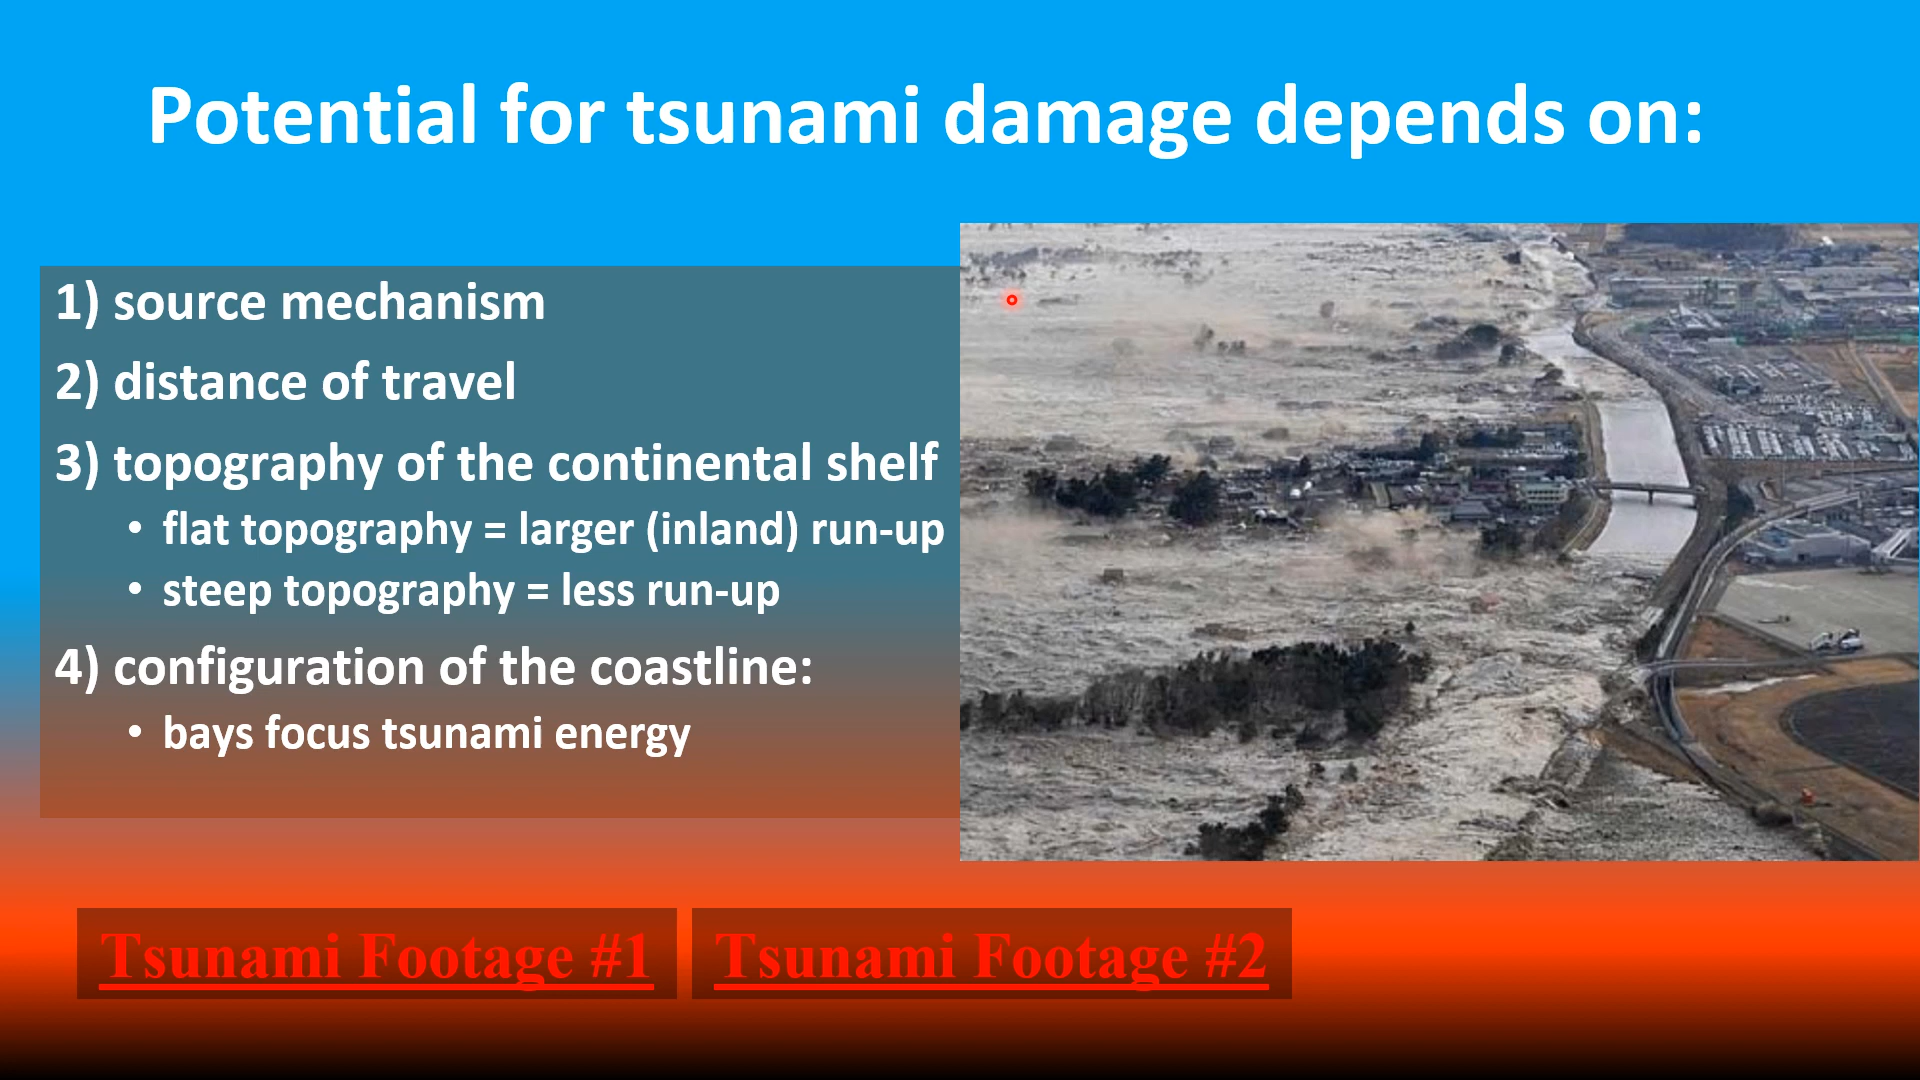 Potential for tsunami damage depends on:
1) source mechanism
2) distance of travel
3) topography of the continental shelf
• flat topography = larger (inland) run-up
• steep topography = less run-up
4) configuration of the coastline:
• bays focus tsunami energy
Tsunami Footage #1
Tsunami Footage #2